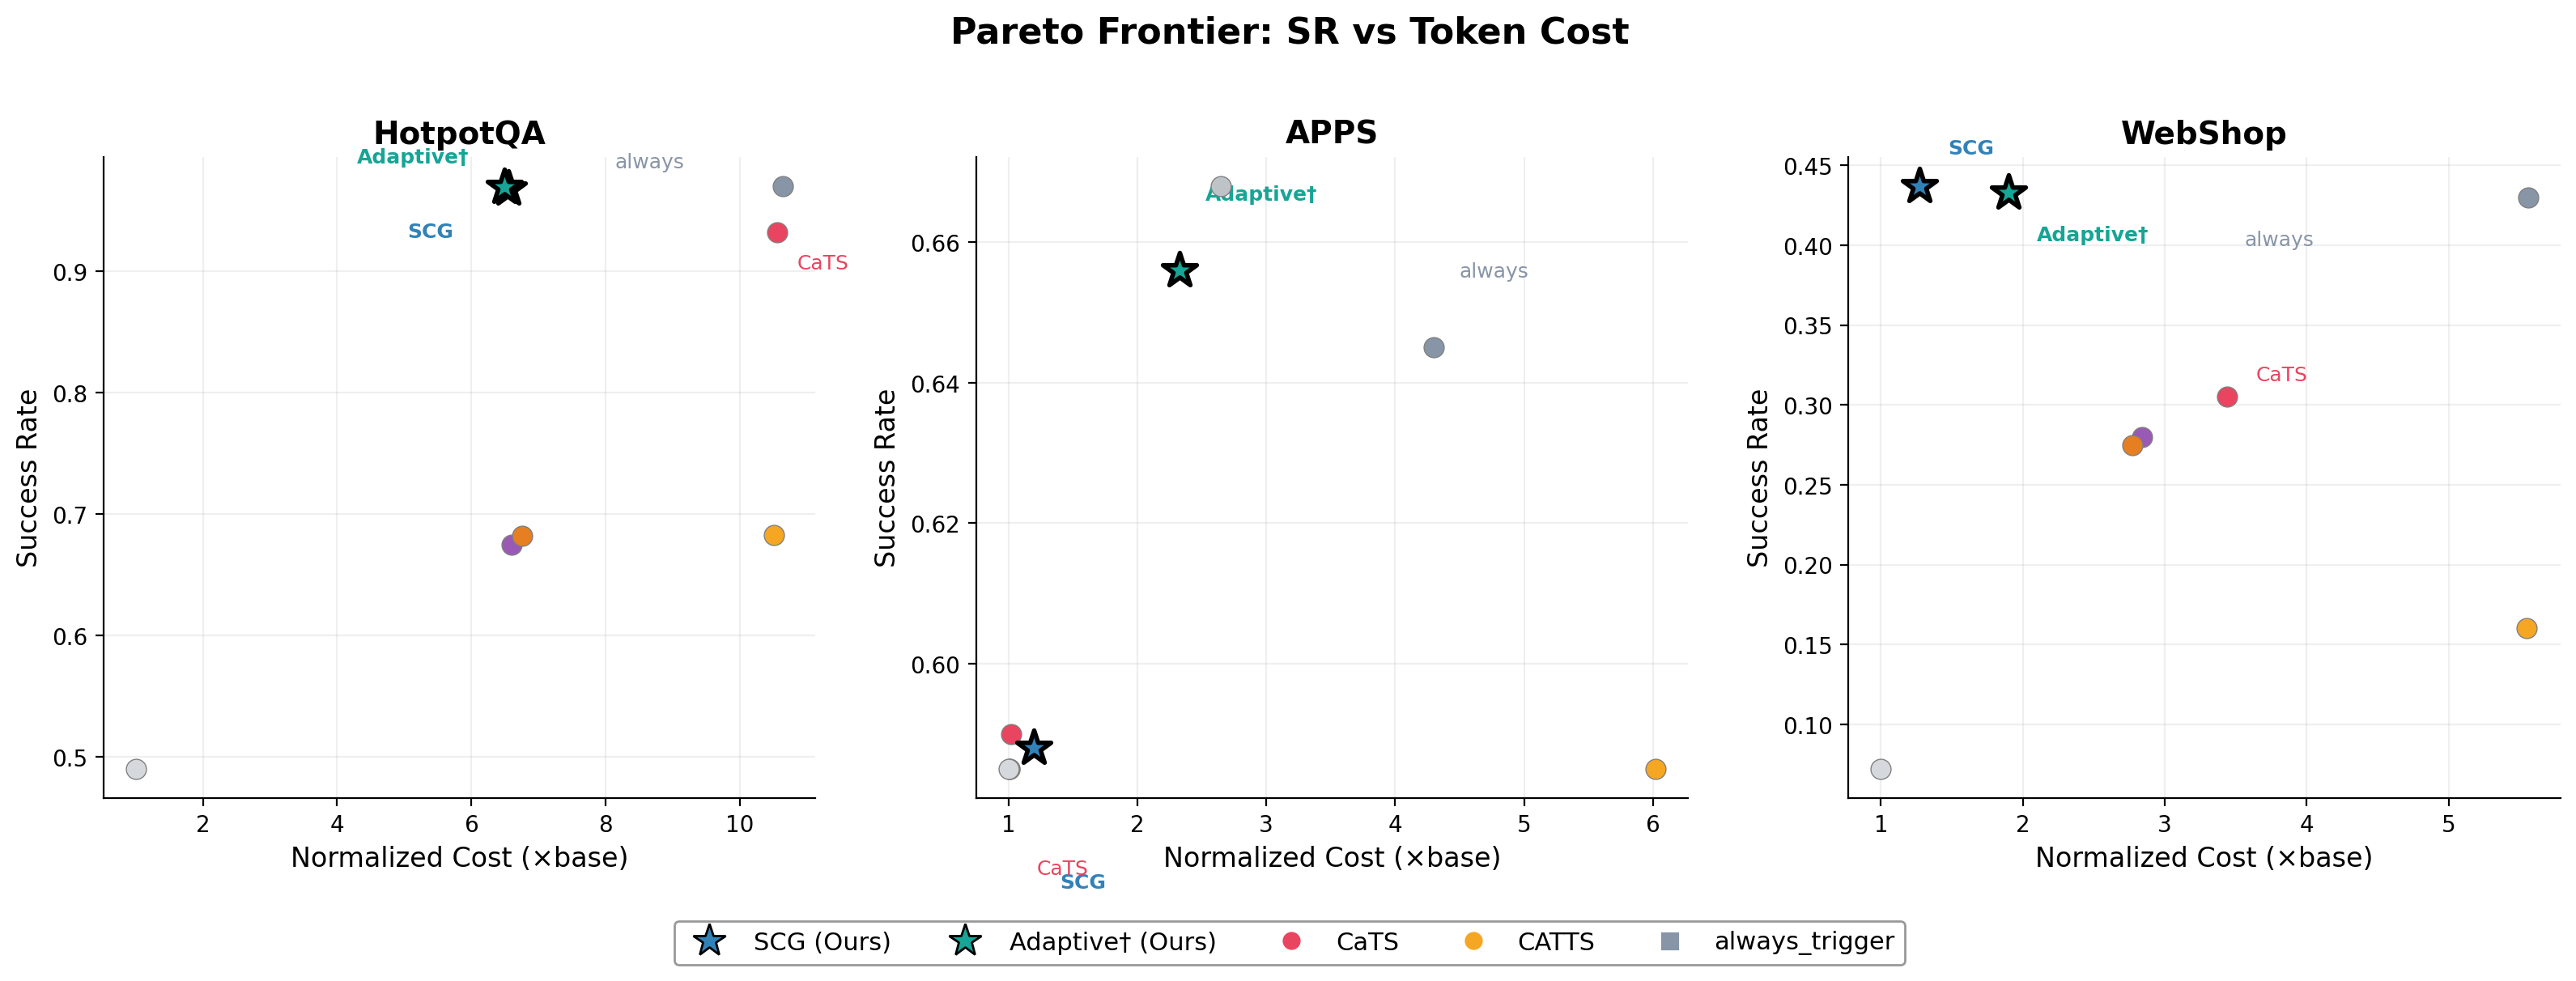 Pareto Frontier: SR vs Token Cost
HotpotQA
Adaptive†
always
SCG
CaTS
0.9
0.8
0.7
0.6
0.5
Success Rate
2 4 6 8 10
Normalized Cost (×base)
APPS
Adaptive†
always
0.66
0.64
0.62
0.60
Success Rate
1 2 3 4 5 6
Normalized Cost (×base)
CaTS
SCG
WebShop
SCG
Adaptive†
always
CaTS
0.45
0.40
0.35
0.30
0.25
0.20
0.15
0.10
Success Rate
1 2 3 4 5
Normalized Cost (×base)
SCG (Ours) Adaptive† (Ours) CaTS CATTS always_trigger